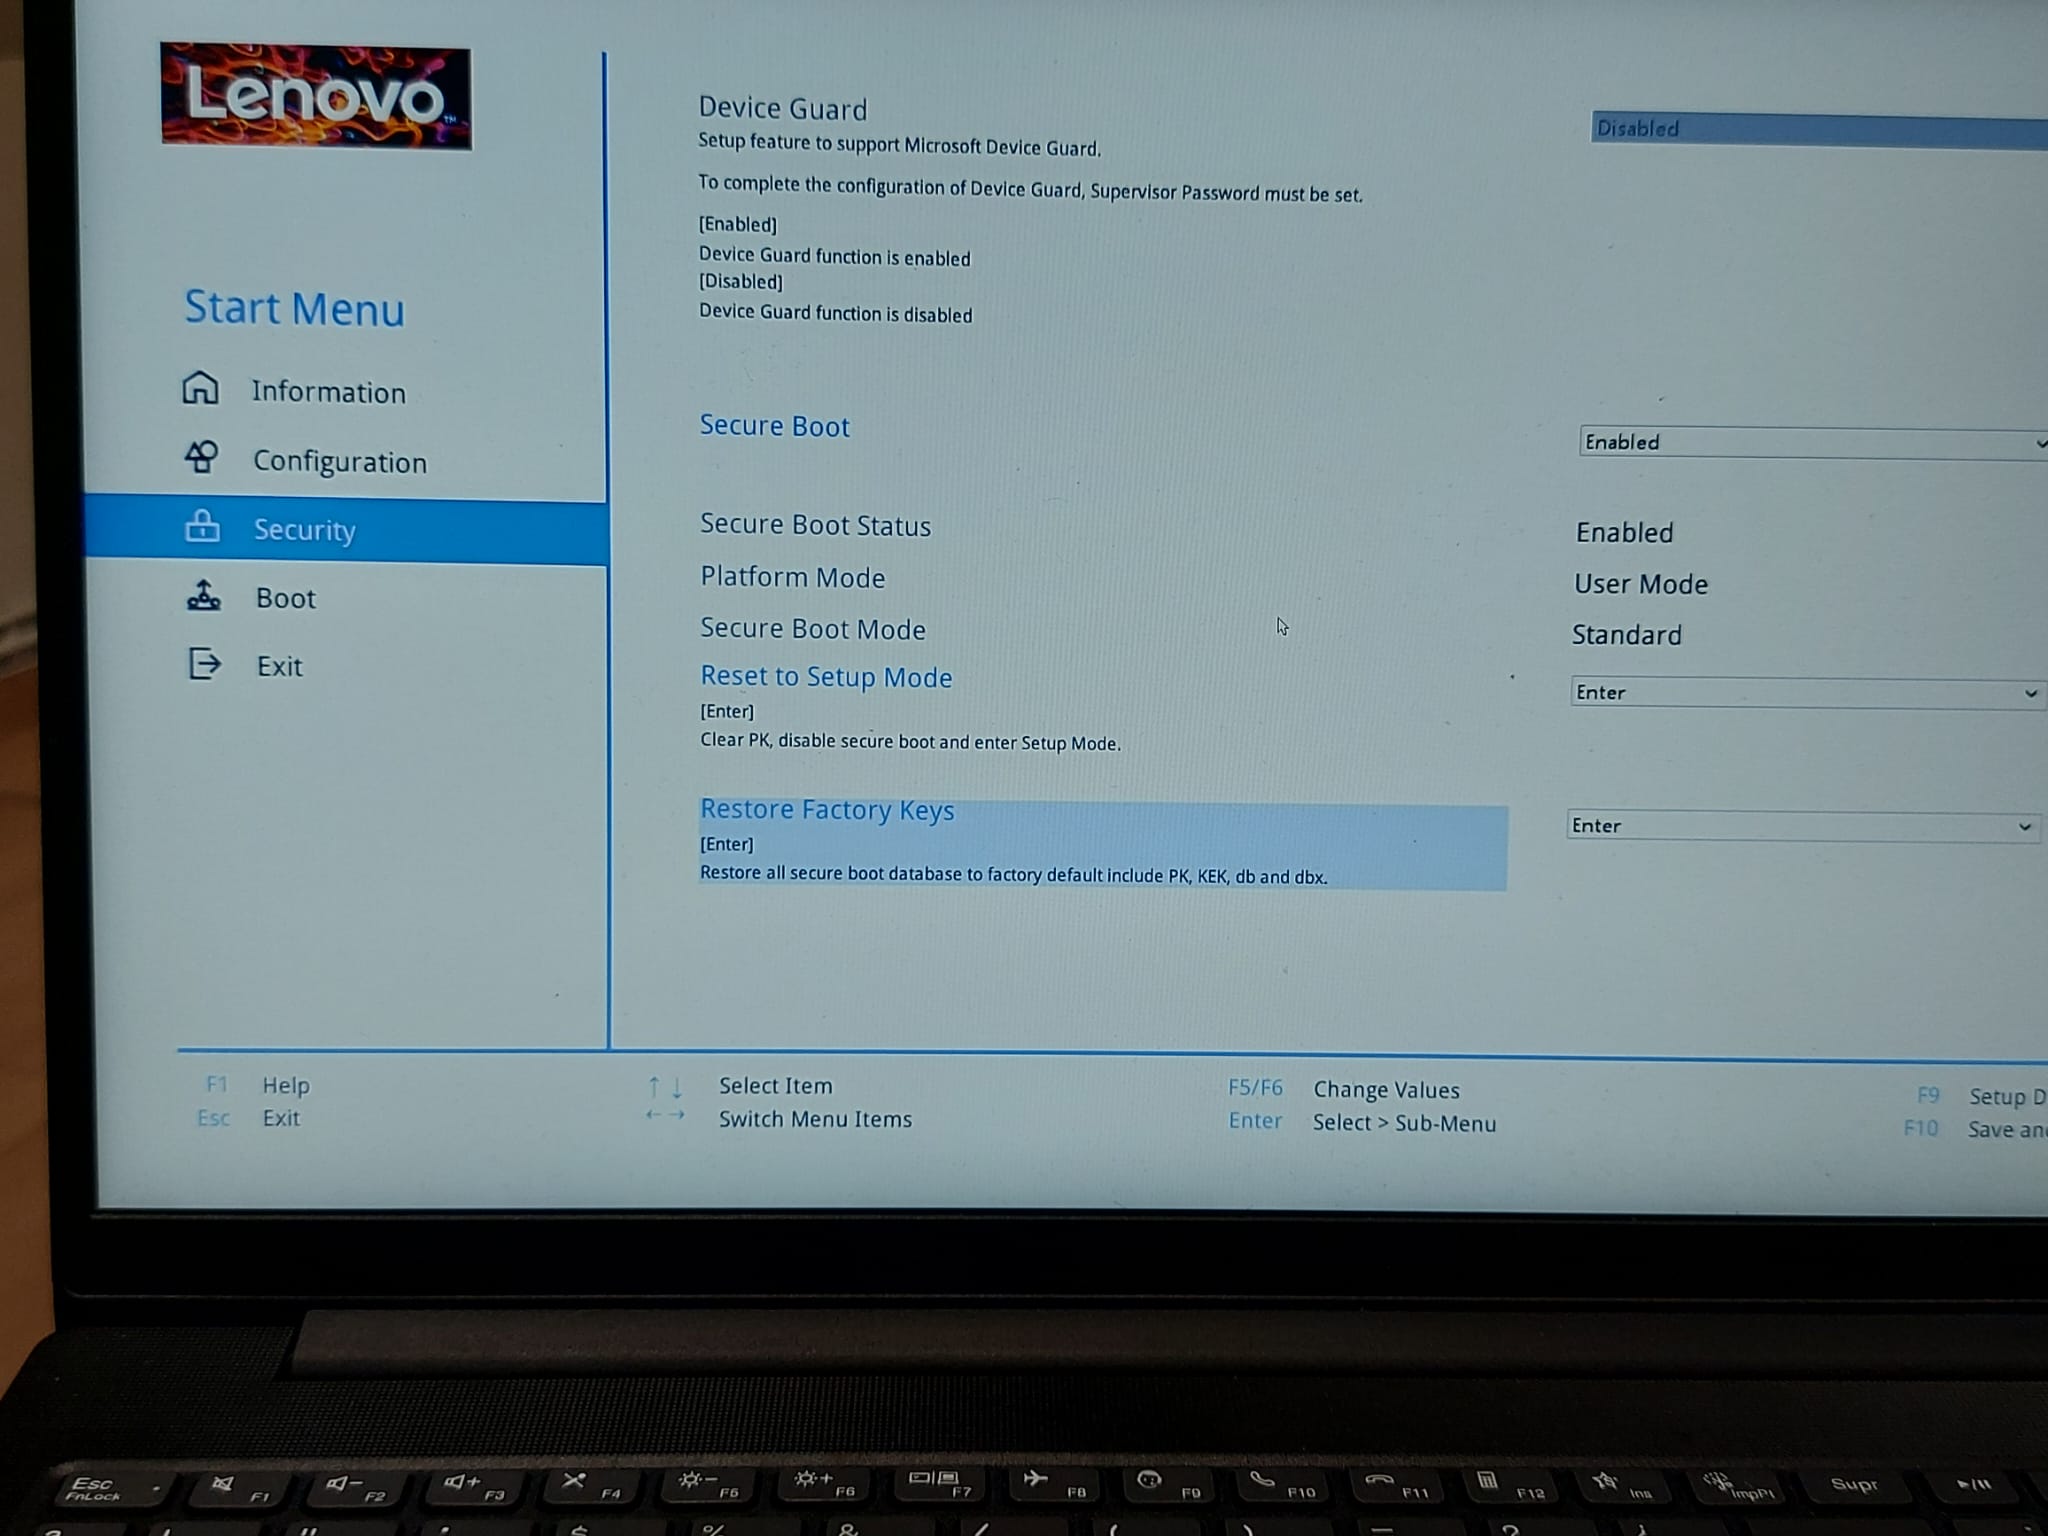 Lenovo™
Start Menu
Information
Configuration
Security
Boot
Exit
Device Guard
Disabled
Setup feature to support Microsoft Device Guard.
To complete the configuration of Device Guard, Supervisor Password must be set.
[Enabled]
Device Guard function is enabled
[Disabled]
Device Guard function is disabled
Secure Boot
Enabled
Secure Boot Status
Enabled
Platform Mode
User Mode
Secure Boot Mode
Standard
Reset to Setup Mode
Enter
[Enter]
Clear PK, disable secure boot and enter Setup Mode.
Restore Factory Keys
Enter
[Enter]
Restore all secure boot database to factory default include PK, KEK, db and dbx.
F1 Help
Esc Exit
↑ ↓ Select Item
←→ Switch Menu Items
F5/F6 Change Values
Enter Select > Sub-Menu
F9 Setup D
F10 Save an
Esc
FnLock
F1
F2
F3
F4
F5
F6
F7
F8
F9
F10
F11
F12
Ins
ImpPt
Supr